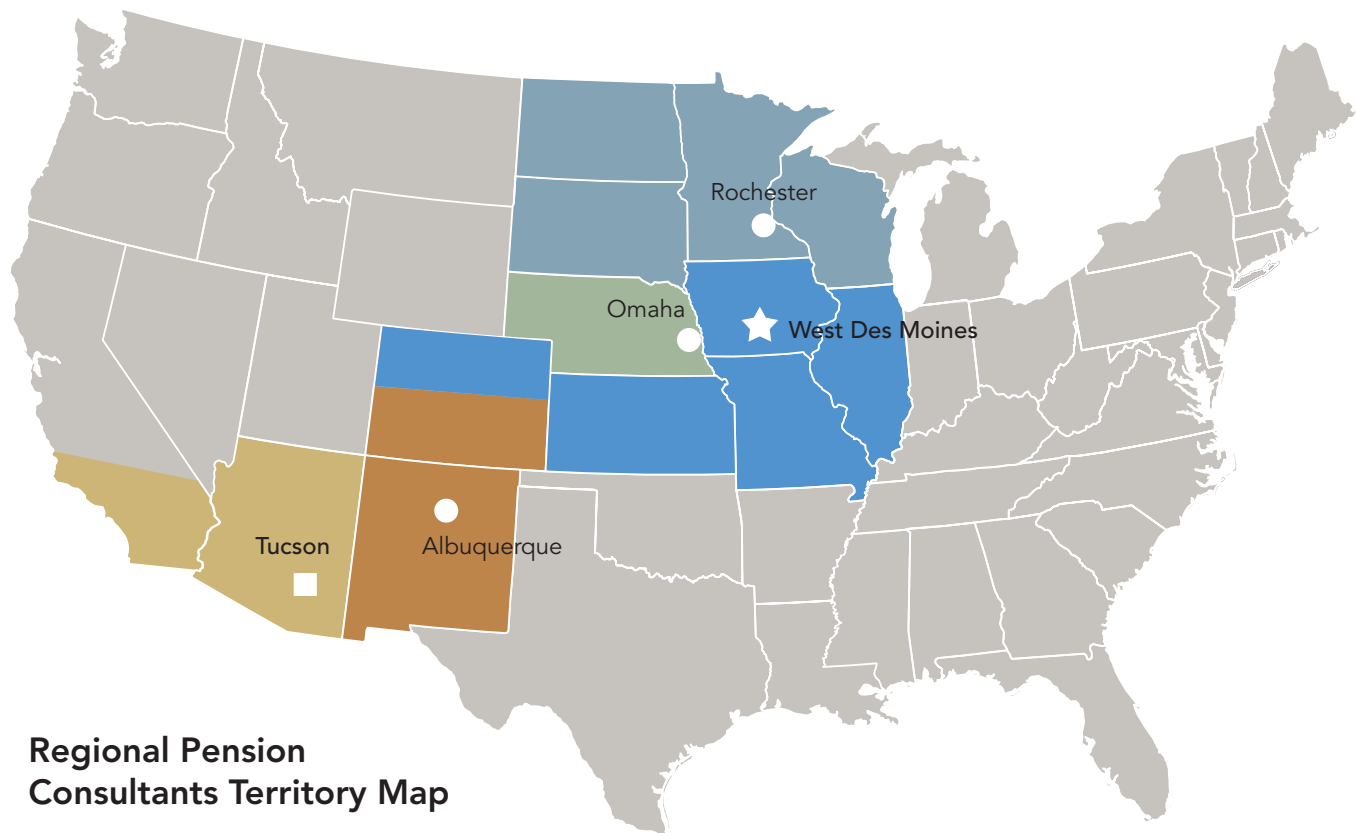 Rochester
Omaha
West Des Moines
Tucson
Albuquerque
Regional Pension
Consultants Territory Map